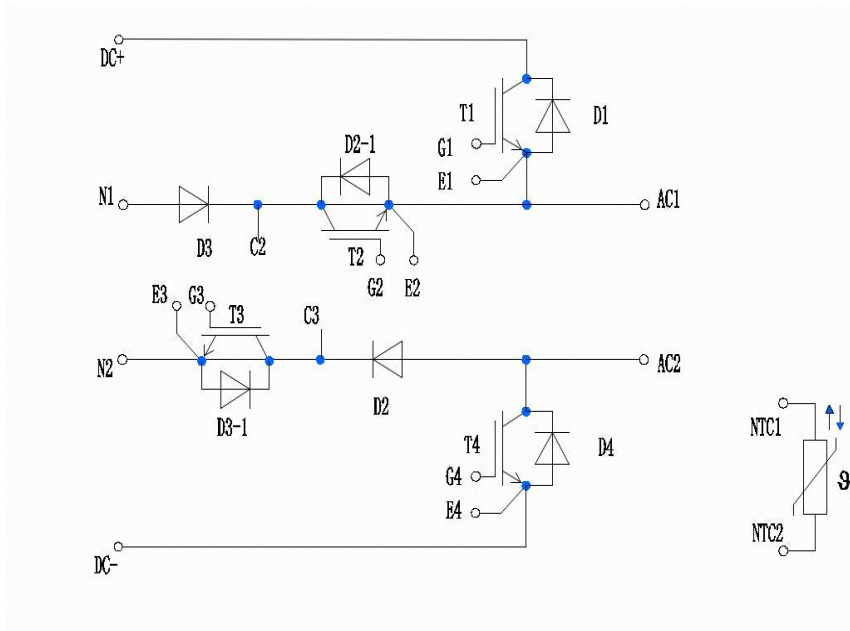 DC+
T1
D1
G1
D2-1
E1
N1
AC1
D3
C2
T2
G2
E2
E3
G3
T3
C3
N2
AC2
D2
D3-1
NTC1
T4
D4
G4
ϑ
E4
NTC2
DC-